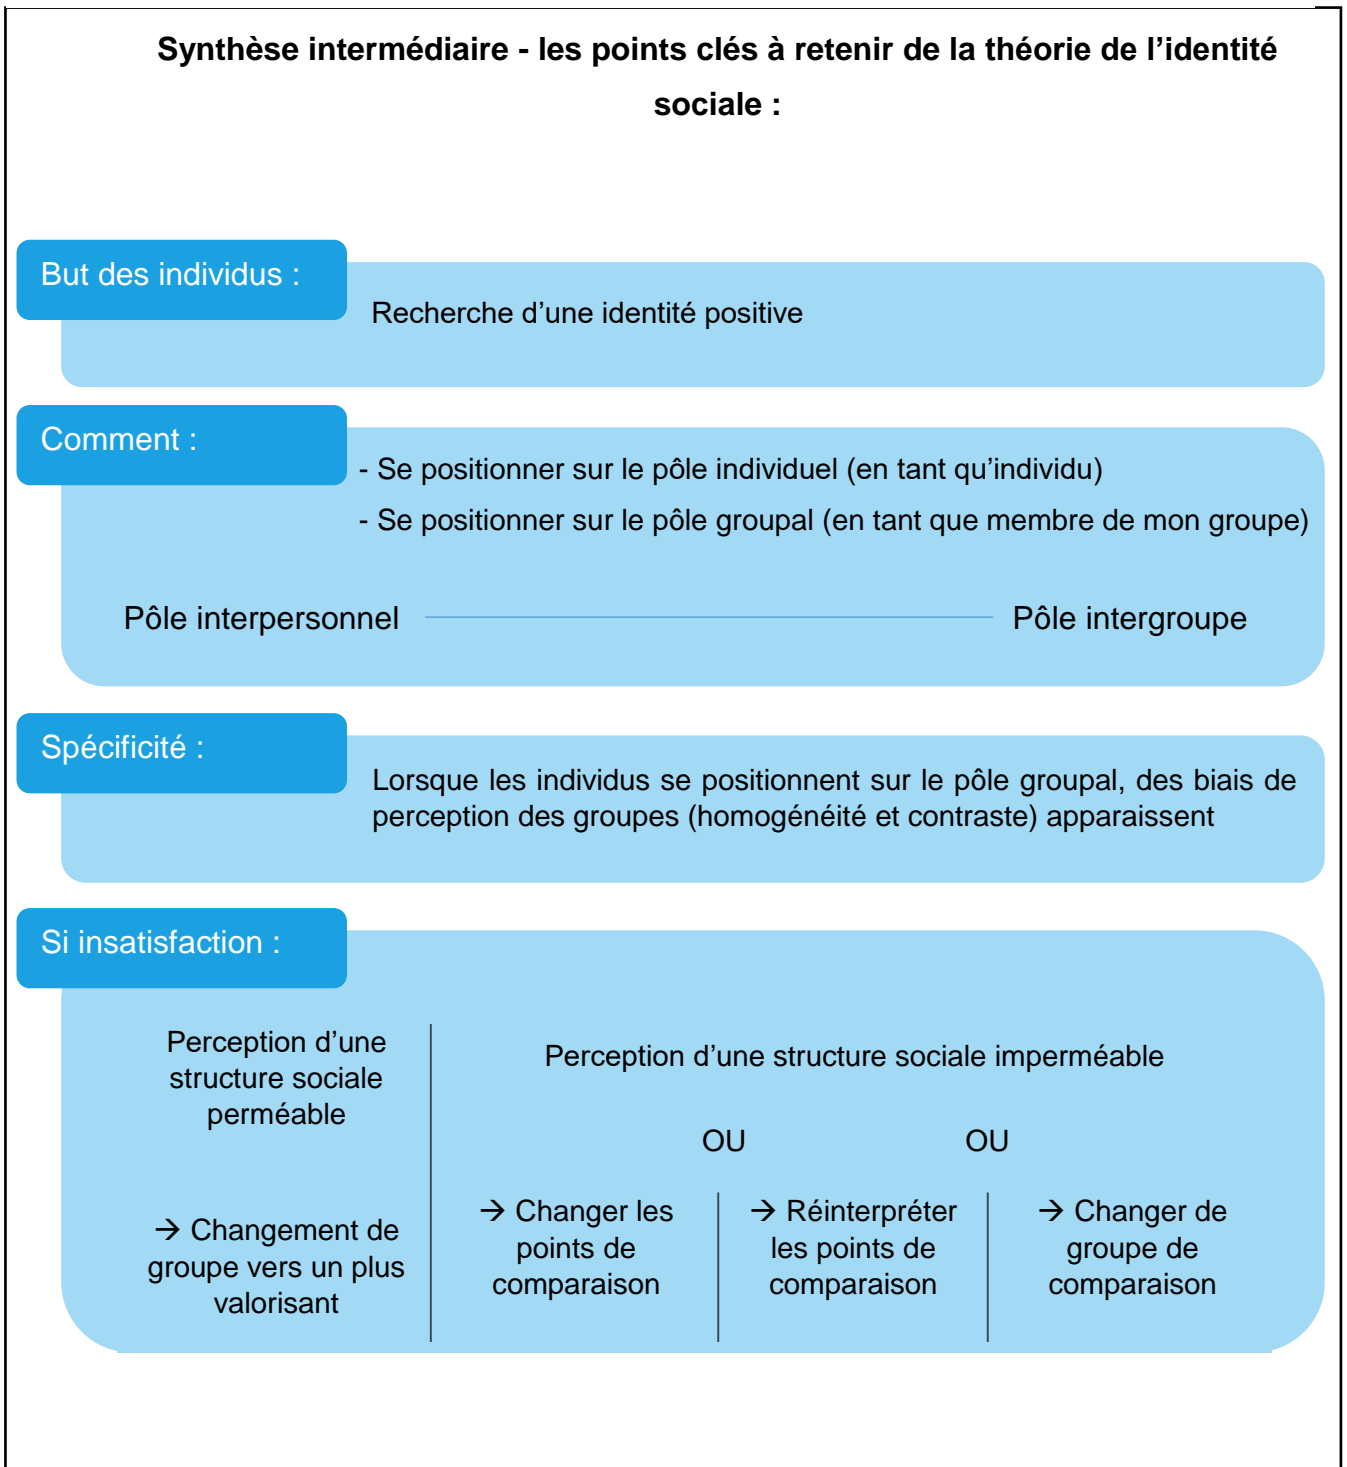 Synthèse intermédiaire - les points clés à retenir de la théorie de l’identité
sociale :
But des individus :
Recherche d’une identité positive
Comment :
- Se positionner sur le pôle individuel (en tant qu’individu)
- Se positionner sur le pôle groupal (en tant que membre de mon groupe)
Pôle interpersonnel
Pôle intergroupe
Spécificité :
Lorsque les individus se positionnent sur le pôle groupal, des biais de
perception des groupes (homogénéité et contraste) apparaissent
Si insatisfaction :
Perception d’une
structure sociale
perméable
→ Changement de
groupe vers un plus
valorisant
Perception d’une structure sociale imperméable
OU
OU
→ Changer les
points de
comparaison
→ Réinterpréter
les points de
comparaison
→ Changer de
groupe de
comparaison